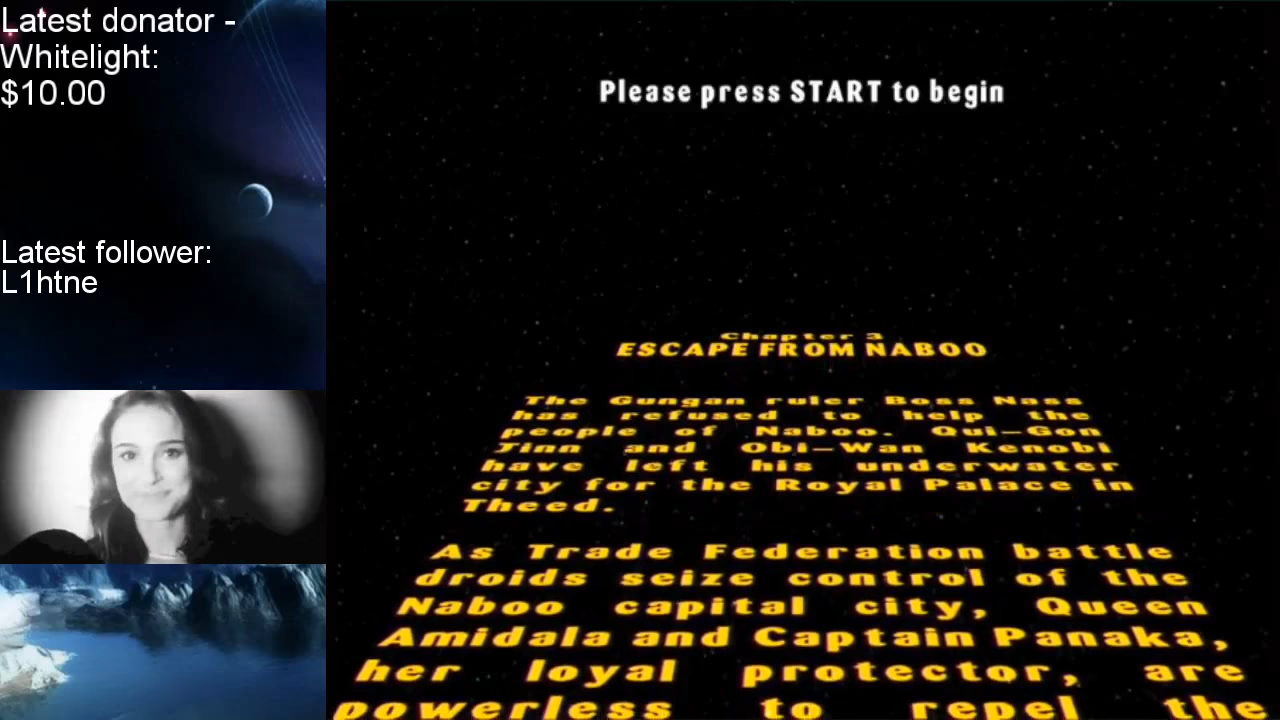 Latest donator -
Whitelight:
$10.00
Latest follower:
L1htne
Please press START to begin
Chapter 3
ESCAPE FROM NABOO
The Gungan ruler Boss Nass
has refused to help the
people of Naboo. Qui-Gon
Jinn and Obi-Wan Kenobi
have left his underwater
city for the Royal Palace in
Theed.
As Trade Federation battle
droids seize control of the
Naboo capital city, Queen
Amidala and Captain Panaka,
her loyal protector, are
powerless to repel the